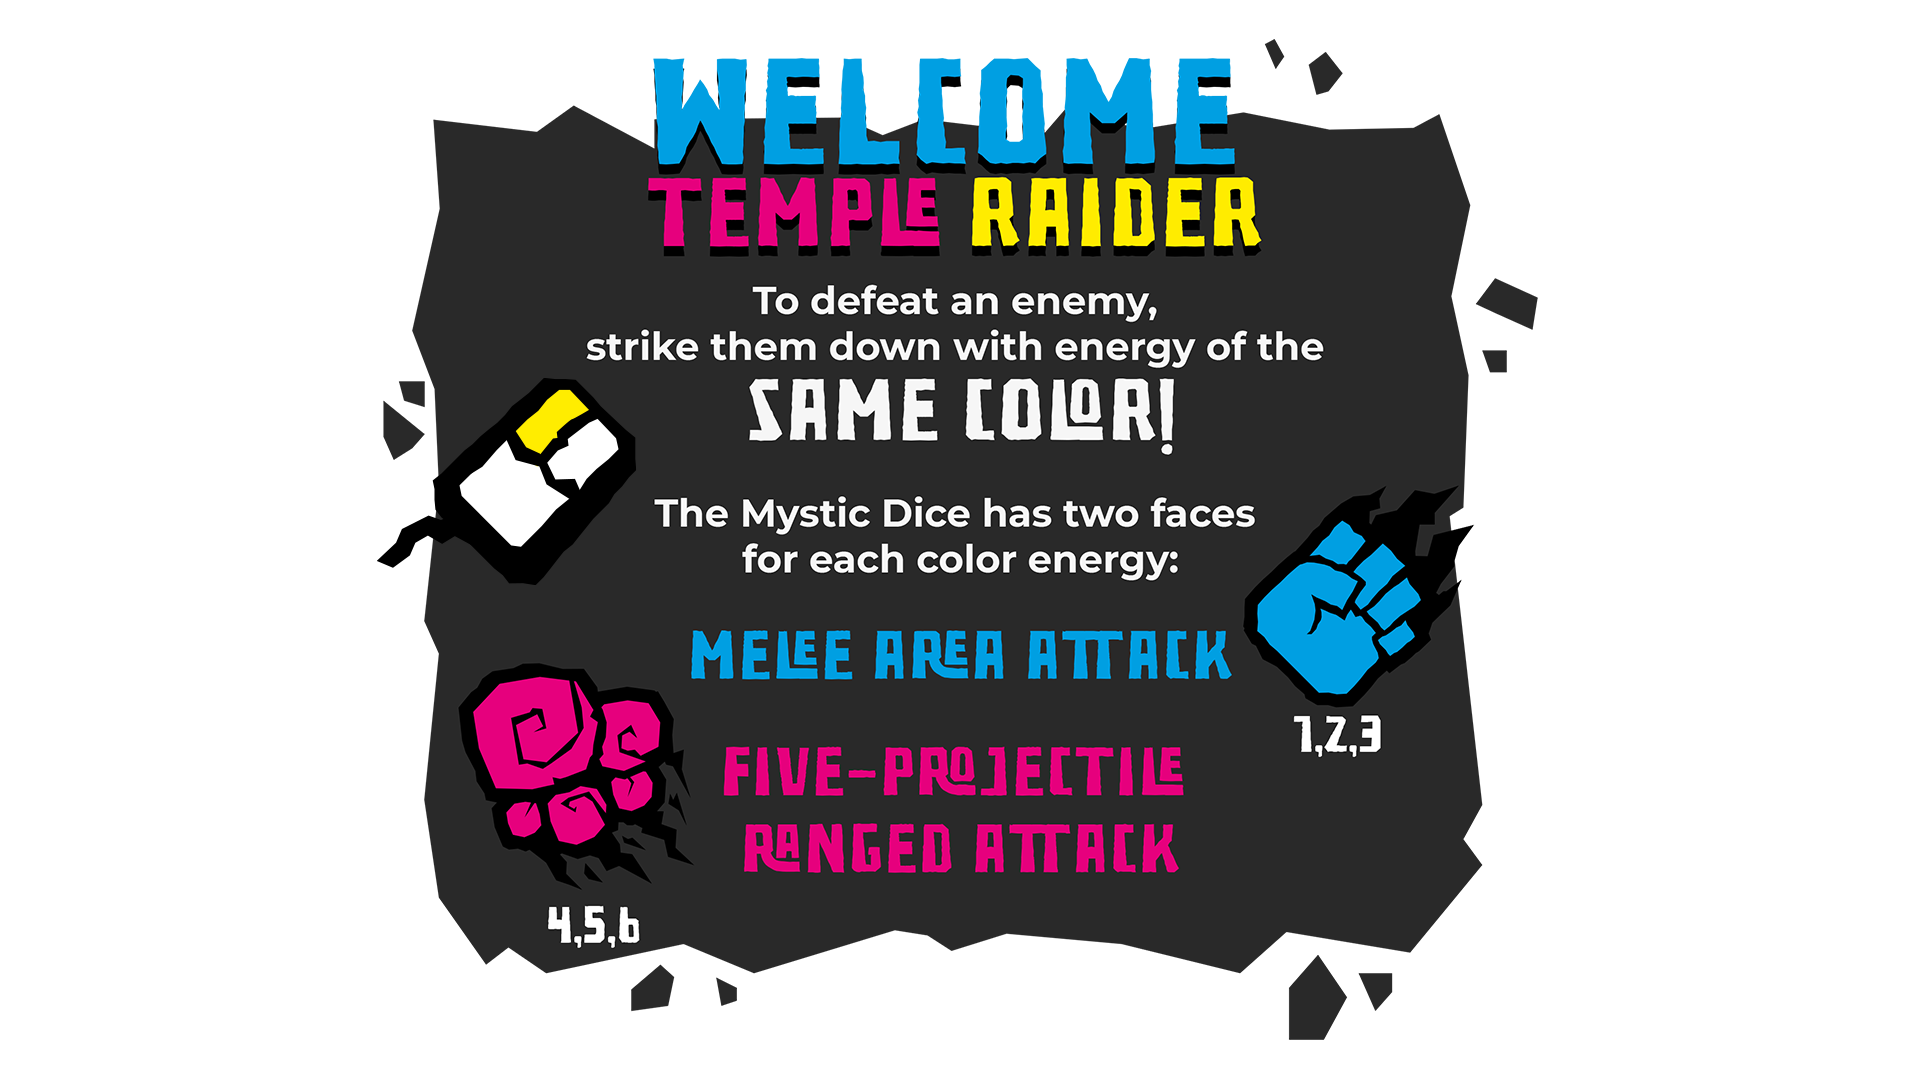 WELCOME
TEMPLE RAIDER
To defeat an enemy,
strike them down with energy of the
SAME COLOR!
The Mystic Dice has two faces
for each color energy:
MELEE AREA ATTACK
1,2,3
FIVE-PROJECTILE
RANGED ATTACK
4,5,6